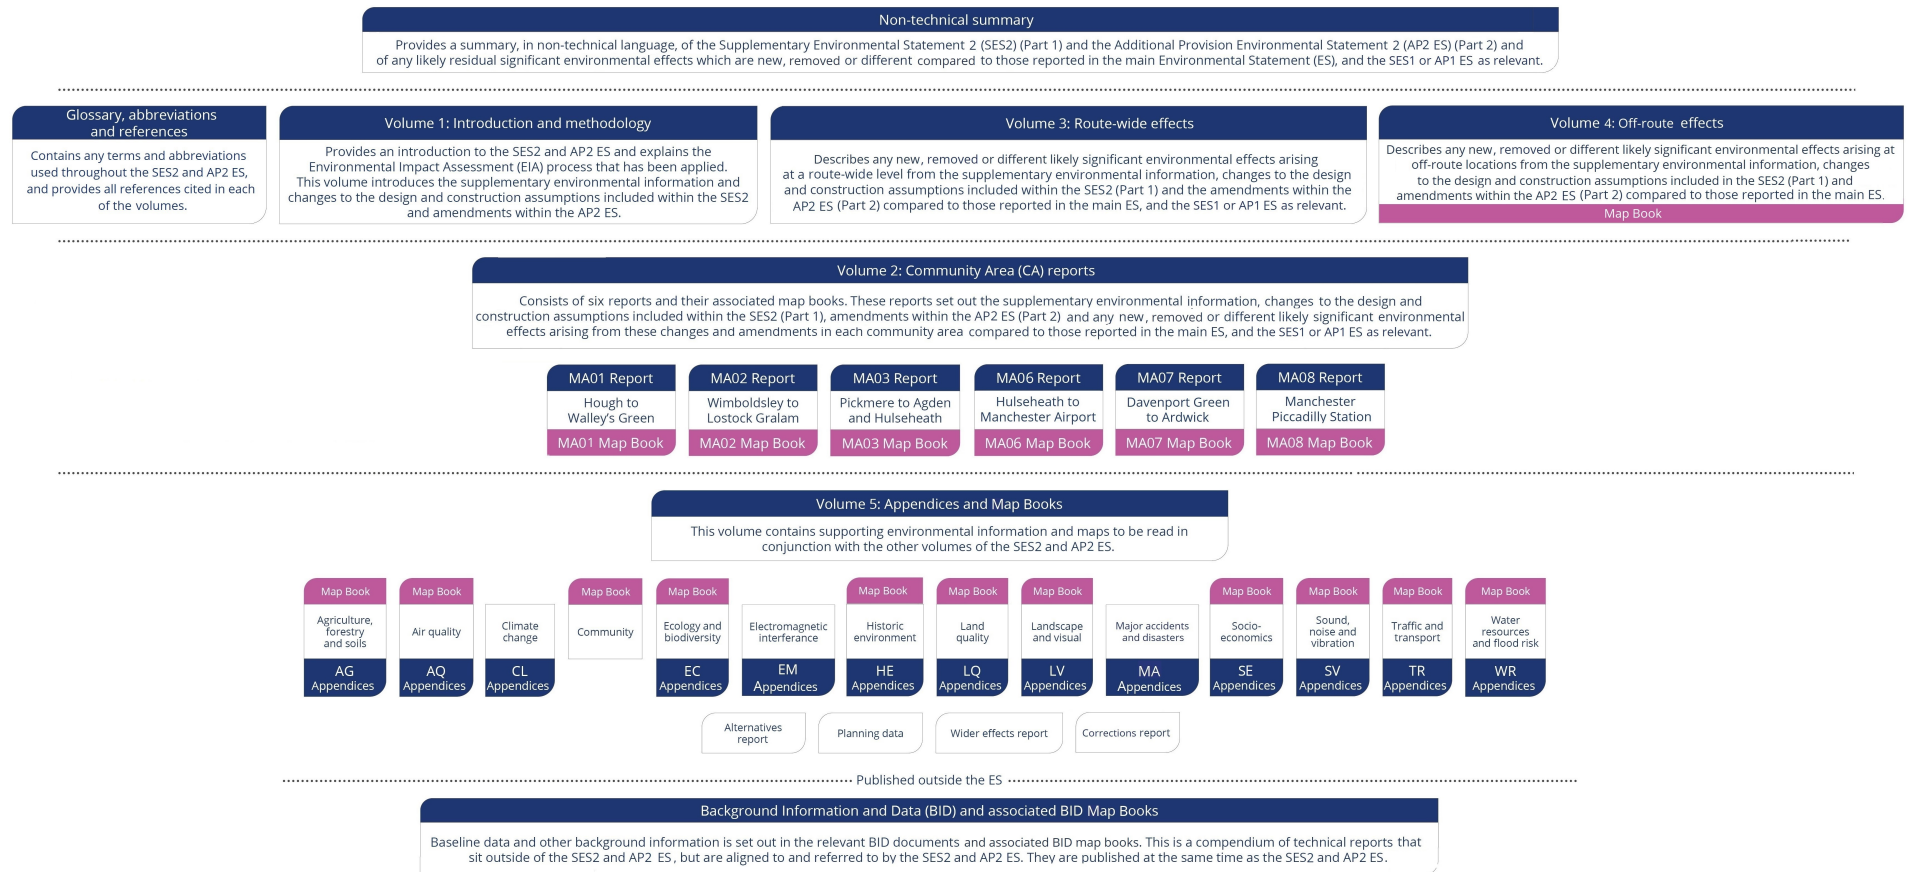 Non-technical summary
Provides a summary, in non-technical language, of the Supplementary Environmental Statement 2 (SES2) (Part 1) and the Additional Provision Environmental Statement 2 (AP2 ES) (Part 2) and
of any likely residual significant environmental effects which are new, removed or different compared to those reported in the main Environmental Statement (ES), and the SES1 or AP1 ES as relevant.
Glossary, abbreviations
and references
Contains any terms and abbreviations
used throughout the SES2 and AP2 ES,
and provides all references cited in each
of the volumes.
Volume 1: Introduction and methodology
Provides an introduction to the SES2 and AP2 ES and explains the
Environmental Impact Assessment (EIA) process that has been applied.
This volume introduces the supplementary environmental information and
changes to the design and construction assumptions included within the SES2
and amendments within the AP2 ES.
Volume 3: Route-wide effects
Describes any new, removed or different likely significant environmental effects arising
at a route-wide level from the supplementary environmental information, changes to the design
and construction assumptions included within the SES2 (Part 1) and the amendments within the
AP2 ES (Part 2) compared to those reported in the main ES, and the SES1 or AP1 ES as relevant.
Volume 4: Off-route effects
Describes any new, removed or different likely significant environmental effects arising at
off-route locations from the supplementary environmental information, changes
to the design and construction assumptions included in the SES2 (Part 1) and
amendments within the AP2 ES (Part 2) compared to those reported in the main ES.
Map Book
Volume 2: Community Area (CA) reports
Consists of six reports and their associated map books. These reports set out the supplementary environmental information, changes to the design and
construction assumptions included within the SES2 (Part 1), amendments within the AP2 ES (Part 2) and any new, removed or different likely significant environmental
effects arising from these changes and amendments in each community area compared to those reported in the main ES, and the SES1 or AP1 ES as relevant.
MA01 Report
Hough to
Walley's Green
MA01 Map Book
MA02 Report
Wimboldsley to
Lostock Gralam
MA02 Map Book
MA03 Report
Pickmere to Agden
and Hulseheath
MA03 Map Book
MA06 Report
Hulseheath to
Manchester Airport
MA06 Map Book
MA07 Report
Davenport Green
to Ardwick
MA07 Map Book
MA08 Report
Manchester
Piccadilly Station
MA08 Map Book
Volume 5: Appendices and Map Books
This volume contains supporting environmental information and maps to be read in
conjunction with the other volumes of the SES2 and AP2 ES.
Map Book
Agriculture,
forestry
and soils
AG
Appendices
Map Book
Air quality
AQ
Appendices
Climate
change
CL
Appendices
Map Book
Community
Map Book
Ecology and
biodiversity
EC
Appendices
Electromagnetic
interferance
EM
Appendices
Map Book
Historic
environment
HE
Appendices
Map Book
Land
quality
LQ
Appendices
Map Book
Landscape
and visual
LV
Appendices
Major accidents
and disasters
MA
Appendices
Map Book
Socio-
economics
SE
Appendices
Map Book
Sound,
noise and
vibration
SV
Appendices
Map Book
Traffic and
transport
TR
Appendices
Map Book
Water
resources
and flood risk
WR
Appendices
Alternatives
report
Planning data
Wider effects report
Corrections report
Published outside the ES
Background Information and Data (BID) and associated BID Map Books
Baseline data and other background information is set out in the relevant BID documents and associated BID map books. This is a compendium of technical reports that
sit outside of the SES2 and AP2 ES, but are aligned to and referred to by the SES2 and AP2 ES. They are published at the same time as the SES2 and AP2 ES.